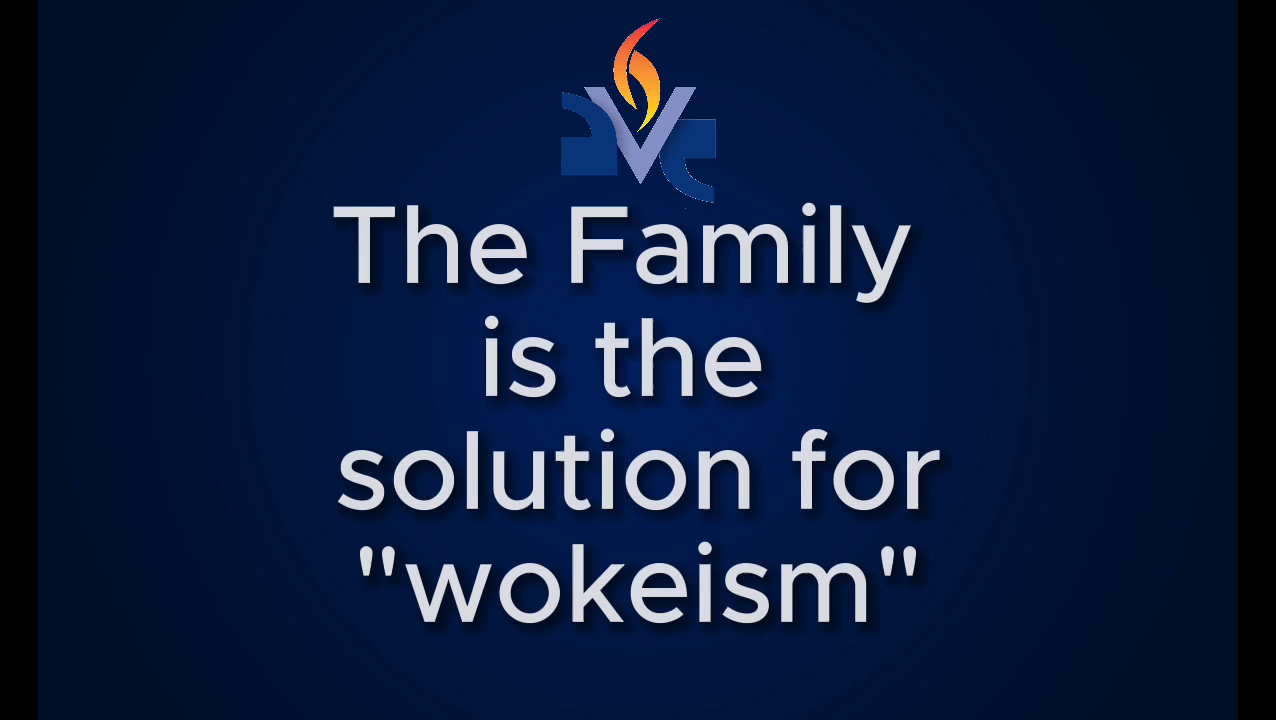 The Family
is the
solution for
"wokeism"